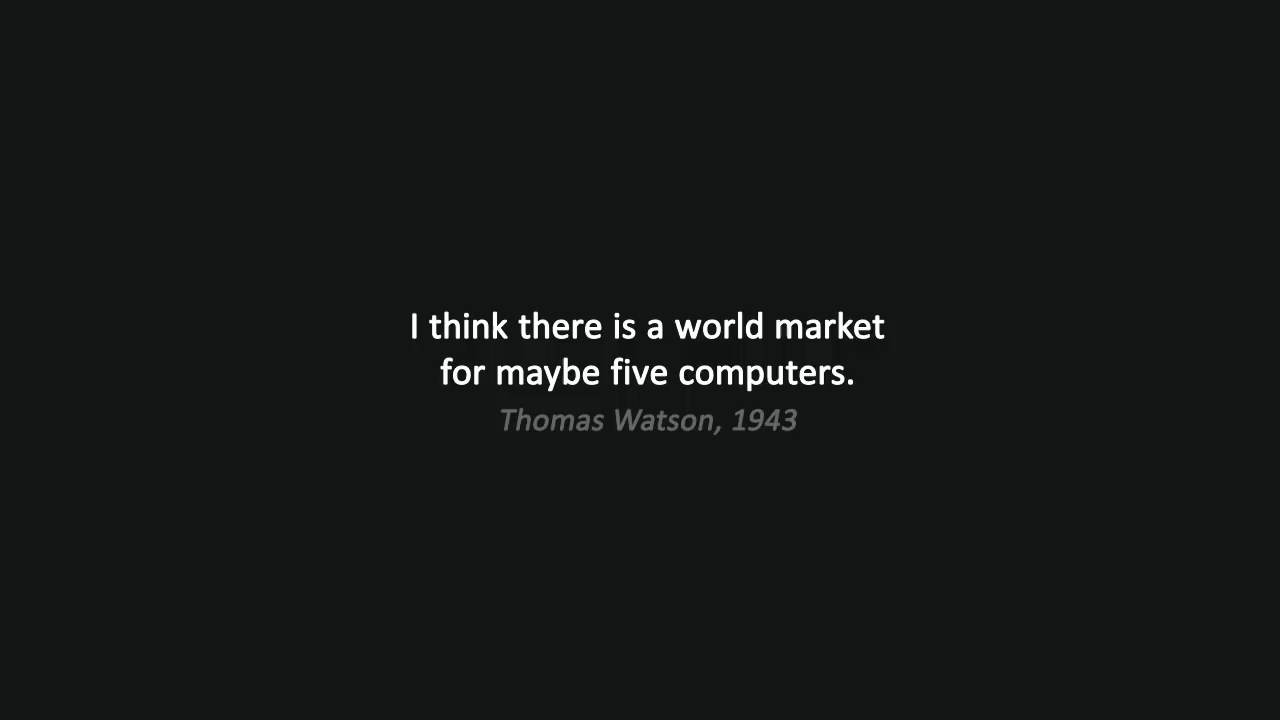 I think there is a world market
for maybe five computers.
Thomas Watson, 1943